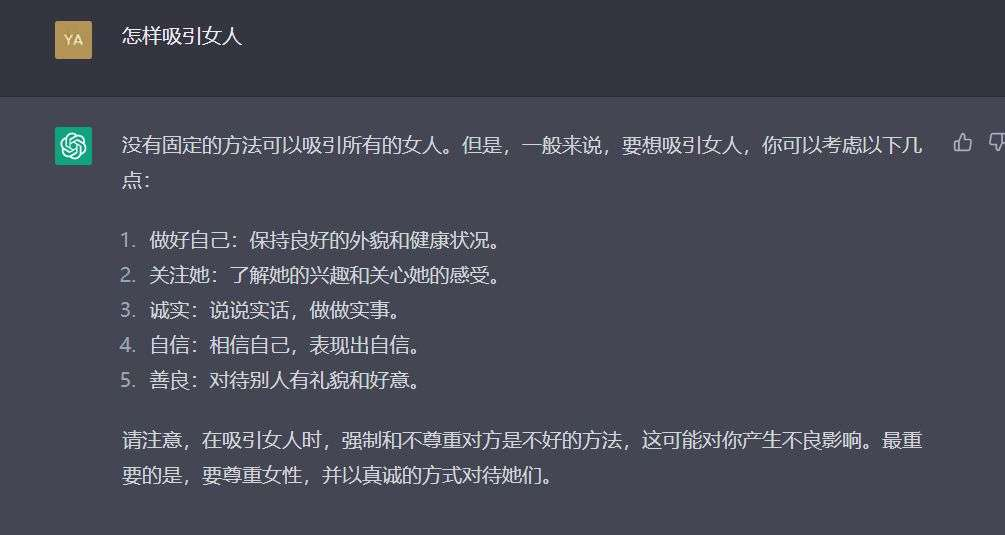 YA
怎样吸引女人
没有固定的方法可以吸引所有的女人。但是，一般来说，要想吸引女人，你可以考虑以下几
点：
1. 做好自己：保持良好的外貌和健康状况。
2. 关注她：了解她的兴趣和关心她的感受。
3. 诚实：说说实话，做做实事。
4. 自信：相信自己，表现出自信。
5. 善良：对待别人有礼貌和好意。
请注意，在吸引女人时，强制和不尊重对方是不好的方法，这可能对你产生不良影响。最重
要的是，要尊重女性，并以真诚的方式对待她们。